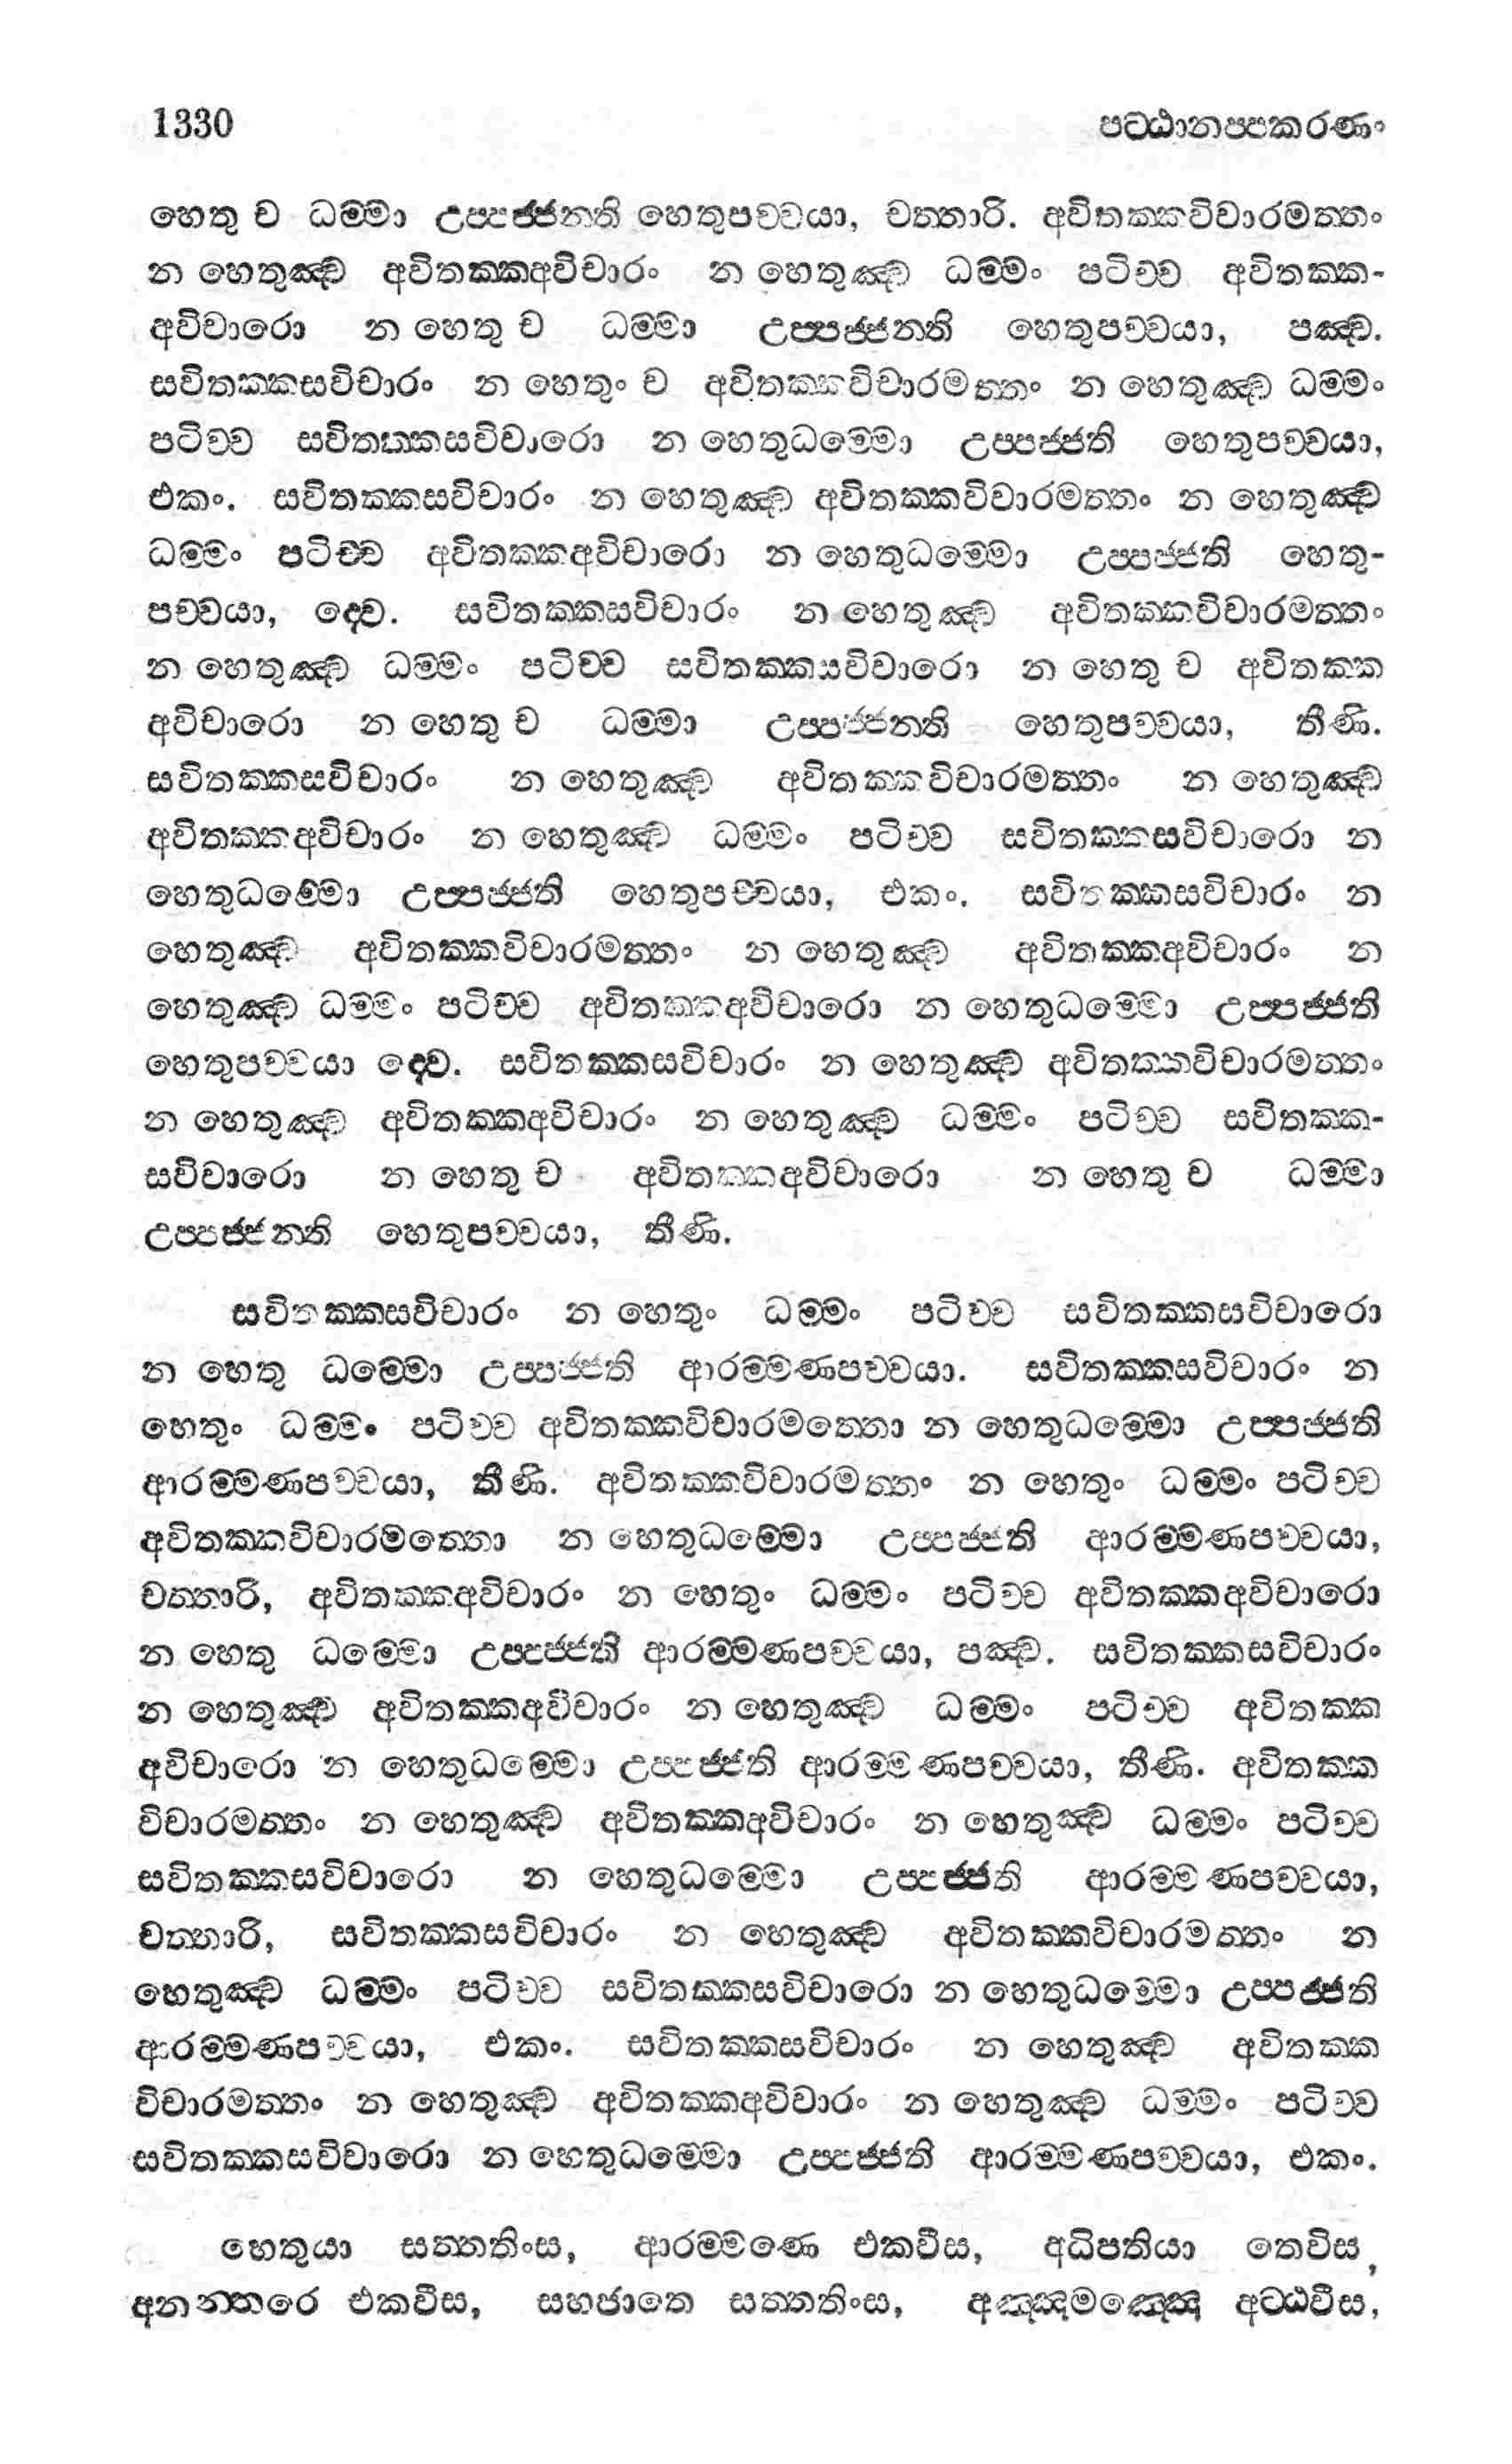 1330 පට්ඨානප්පකරණං
හෙතු ච ධම්මා උප්පජ්ජනති හෙතුපච්චයා, චත්තාරි. අවිතක්කවිචාරමත්තං
න හෙතුඤ්ච අවිතක්කඅවිචාරං න හෙතුඤ්ච ධම්මං පටිච්ච අවිතක්ක-
අවිචාරො න හෙතු ච ධම්මා උප්පජ්ජනති හෙතුපච්චයා, පඤ්ච.
සවිතක්කසවිචාරං න හෙතුං ච අවිතක්කවිචාරමත්තං න හෙතුඤ්ච ධම්මං
පටිච්ච සවිතක්කසවිචාරො න හෙතුධම්මො උප්පජ්ජති හෙතුපච්චයා,
එකං. සවිතක්කසවිචාරං න හෙතුඤ්ච අවිතක්කවිචාරමත්තං න හෙතුඤ්ච
ධම්මං පටිච්ච අවිතක්කඅවිචාරො න හෙතුධම්මො උප්පජ්ජති හෙතු-
පච්චයා, ද්වෙ. සවිතක්කසවිචාරං න හෙතුඤ්ච අවිතක්කවිචාරමත්තං
න හෙතුඤ්ච ධම්මං පටිච්ච සවිතක්කසවිචාරො න හෙතු ච අවිතක්ක
අවිචාරො න හෙතු ච ධම්මා උප්පජ්ජනති හෙතුපච්චයා, තීණි.
සවිතක්කසවිචාරං න හෙතුඤ්ච අවිතක්කවිචාරමත්තං න හෙතුඤ්ච
අවිතක්කඅවිචාරං න හෙතුඤ්ච ධම්මං පටිච්ච සවිතක්කසවිචාරො න
හෙතුධම්මො උප්පජ්ජති හෙතුපච්චයා, එකං. සවිතක්කසවිචාරං න
හෙතුඤ්ච අවිතක්කවිචාරමත්තං න හෙතුඤ්ච අවිතක්කඅවිචාරං න
හෙතුඤ්ච ධම්මං පටිච්ච අවිතක්කඅවිචාරො න හෙතුධම්මො උප්පජ්ජති
හෙතුපච්චයා ද්වෙ. සවිතක්කසවිචාරං න හෙතුඤ්ච අවිතක්කවිචාරමත්තං
න හෙතුඤ්ච අවිතක්කඅවිචාරං න හෙතුඤ්ච ධම්මං පටිච්ච සවිතක්ක-
සවිචාරො න හෙතු ච අවිතක්කඅවිචාරො න හෙතු ච ධම්මා
උප්පජ්ජනති හෙතුපච්චයා, තීණි.
සවිතක්කසවිචාරං න හෙතුං ධම්මං පටිච්ච සවිතක්කසවිචාරො
න හෙතු ධම්මො උප්පජ්ජති ආරම්මණපච්චයා. සවිතක්කසවිචාරං න
හෙතුං ධම්මං පටිච්ච අවිතක්කවිචාරමත්තො න හෙතුධම්මො උප්පජ්ජති
ආරම්මණපච්චයා, තීණි. අවිතක්කවිචාරමත්තං න හෙතුං ධම්මං පටිච්ච
අවිතක්කවිචාරමත්තො න හෙතුධම්මො උප්පජ්ජති ආරම්මණපච්චයා,
චත්තාරි, අවිතක්කඅවිචාරං න හෙතුං ධම්මං පටිච්ච අවිතක්කඅවිචාරො
න හෙතු ධම්මො උප්පජ්ජති ආරම්මණපච්චයා, පඤ්ච. සවිතක්කසවිචාරං
න හෙතුඤ්ච අවිතක්කඅවිචාරං න හෙතුඤ්ච ධම්මං පටිච්ච අවිතක්ක
අවිචාරො න හෙතුධම්මො උප්පජ්ජති ආරම්මණපච්චයා, තීණි. අවිතක්ක
විචාරමත්තං න හෙතුඤ්ච අවිතක්කඅවිචාරං න හෙතුඤ්ච ධම්මං පටිච්ච
සවිතක්කසවිචාරො න හෙතුධම්මො උප්පජ්ජති ආරම්මණපච්චයා,
චත්තාරි, සවිතක්කසවිචාරං න හෙතුඤ්ච අවිතක්කවිචාරමත්තං න
හෙතුඤ්ච ධම්මං පටිච්ච සවිතක්කසවිචාරො න හෙතුධම්මො උප්පජ්ජති
ආරම්මණපච්චයා, එකං. සවිතක්කසවිචාරං න හෙතුඤ්ච අවිතක්ක
විචාරමත්තං න හෙතුඤ්ච අවිතක්කඅවිචාරං න හෙතුඤ්ච ධම්මං පටිච්ච
සවිතක්කසවිචාරො න හෙතුධම්මො උප්පජ්ජති ආරම්මණපච්චයා, එකං.
හෙතුයා සත්තතිංස, ආරම්මණෙ එකවීස, අධිපතියා තෙවිස,
අනන්තරෙ එකවීස, සහජාතෙ සත්තතිංස, අඤ්ඤමඤ්ඤෙ අට්ඨවීස,